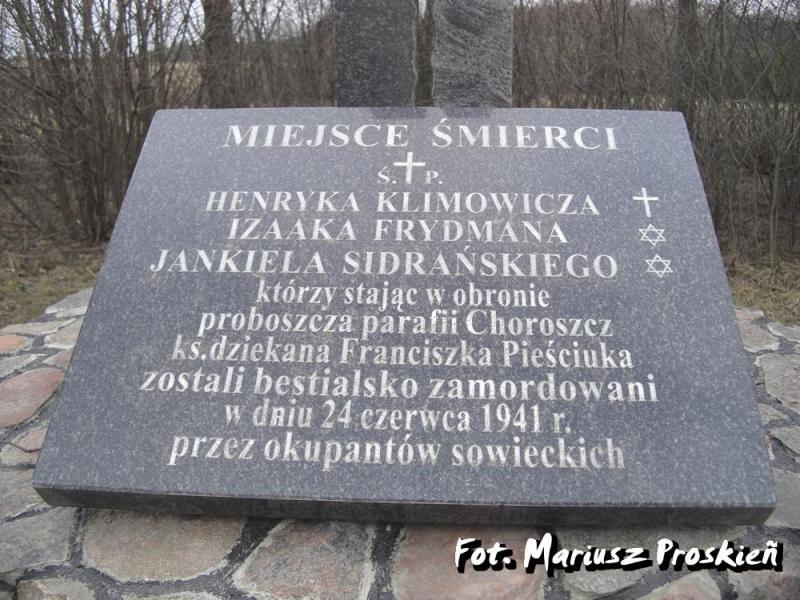 MIEJSCE ŚMIERCI
Ś. P.
HENRYKA KLIMOWICZA
IZAAKA FRYDMANA
JANKIELA SIDRAŃSKIEGO
którzy stając w obronie
proboszcza parafii Choroszcz
ks.dziekana Franciszka Pieściuka
zostali bestialsko zamordowani
w dniu 24 czerwca 1941 r.
przez okupantów sowieckich
Fot. Mariusz Proskień